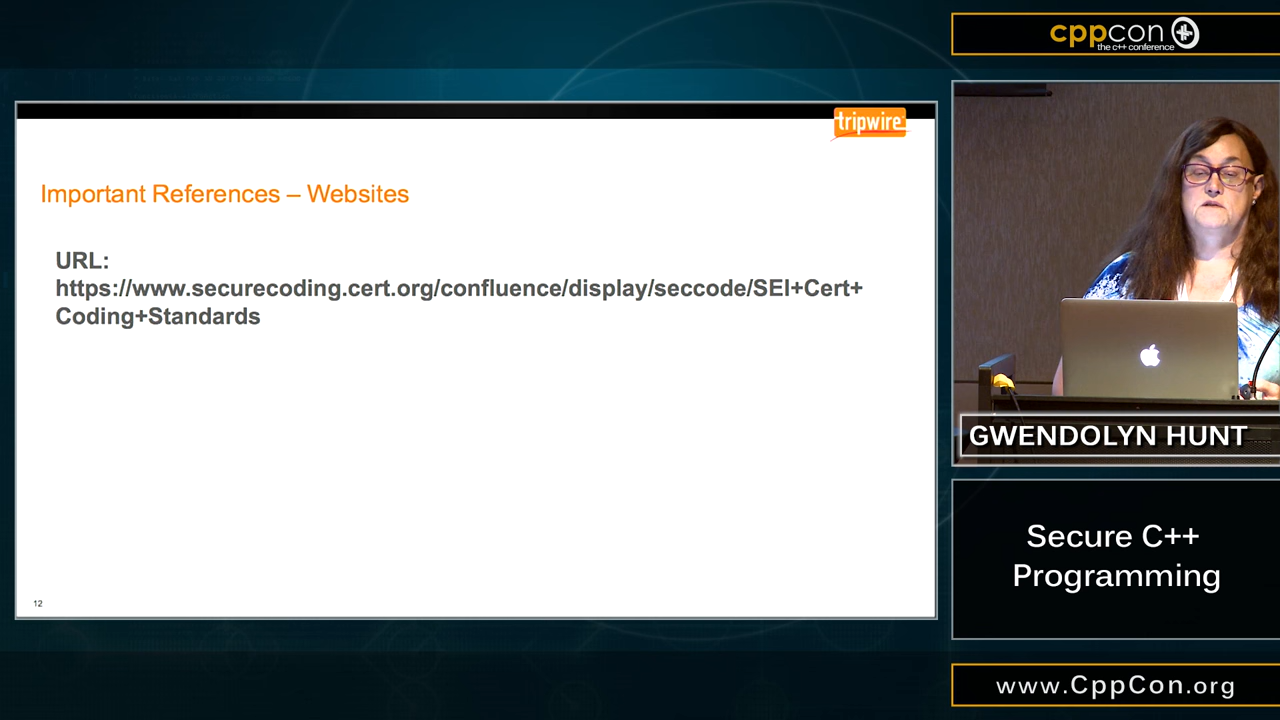 cppcon
the c++ conference
tripwire
Important References – Websites
URL:
https://www.securecoding.cert.org/confluence/display/seccode/SEI+Cert+
Coding+Standards
12
GWENDOLYN HUNT
Secure C++
Programming
www.CppCon.org